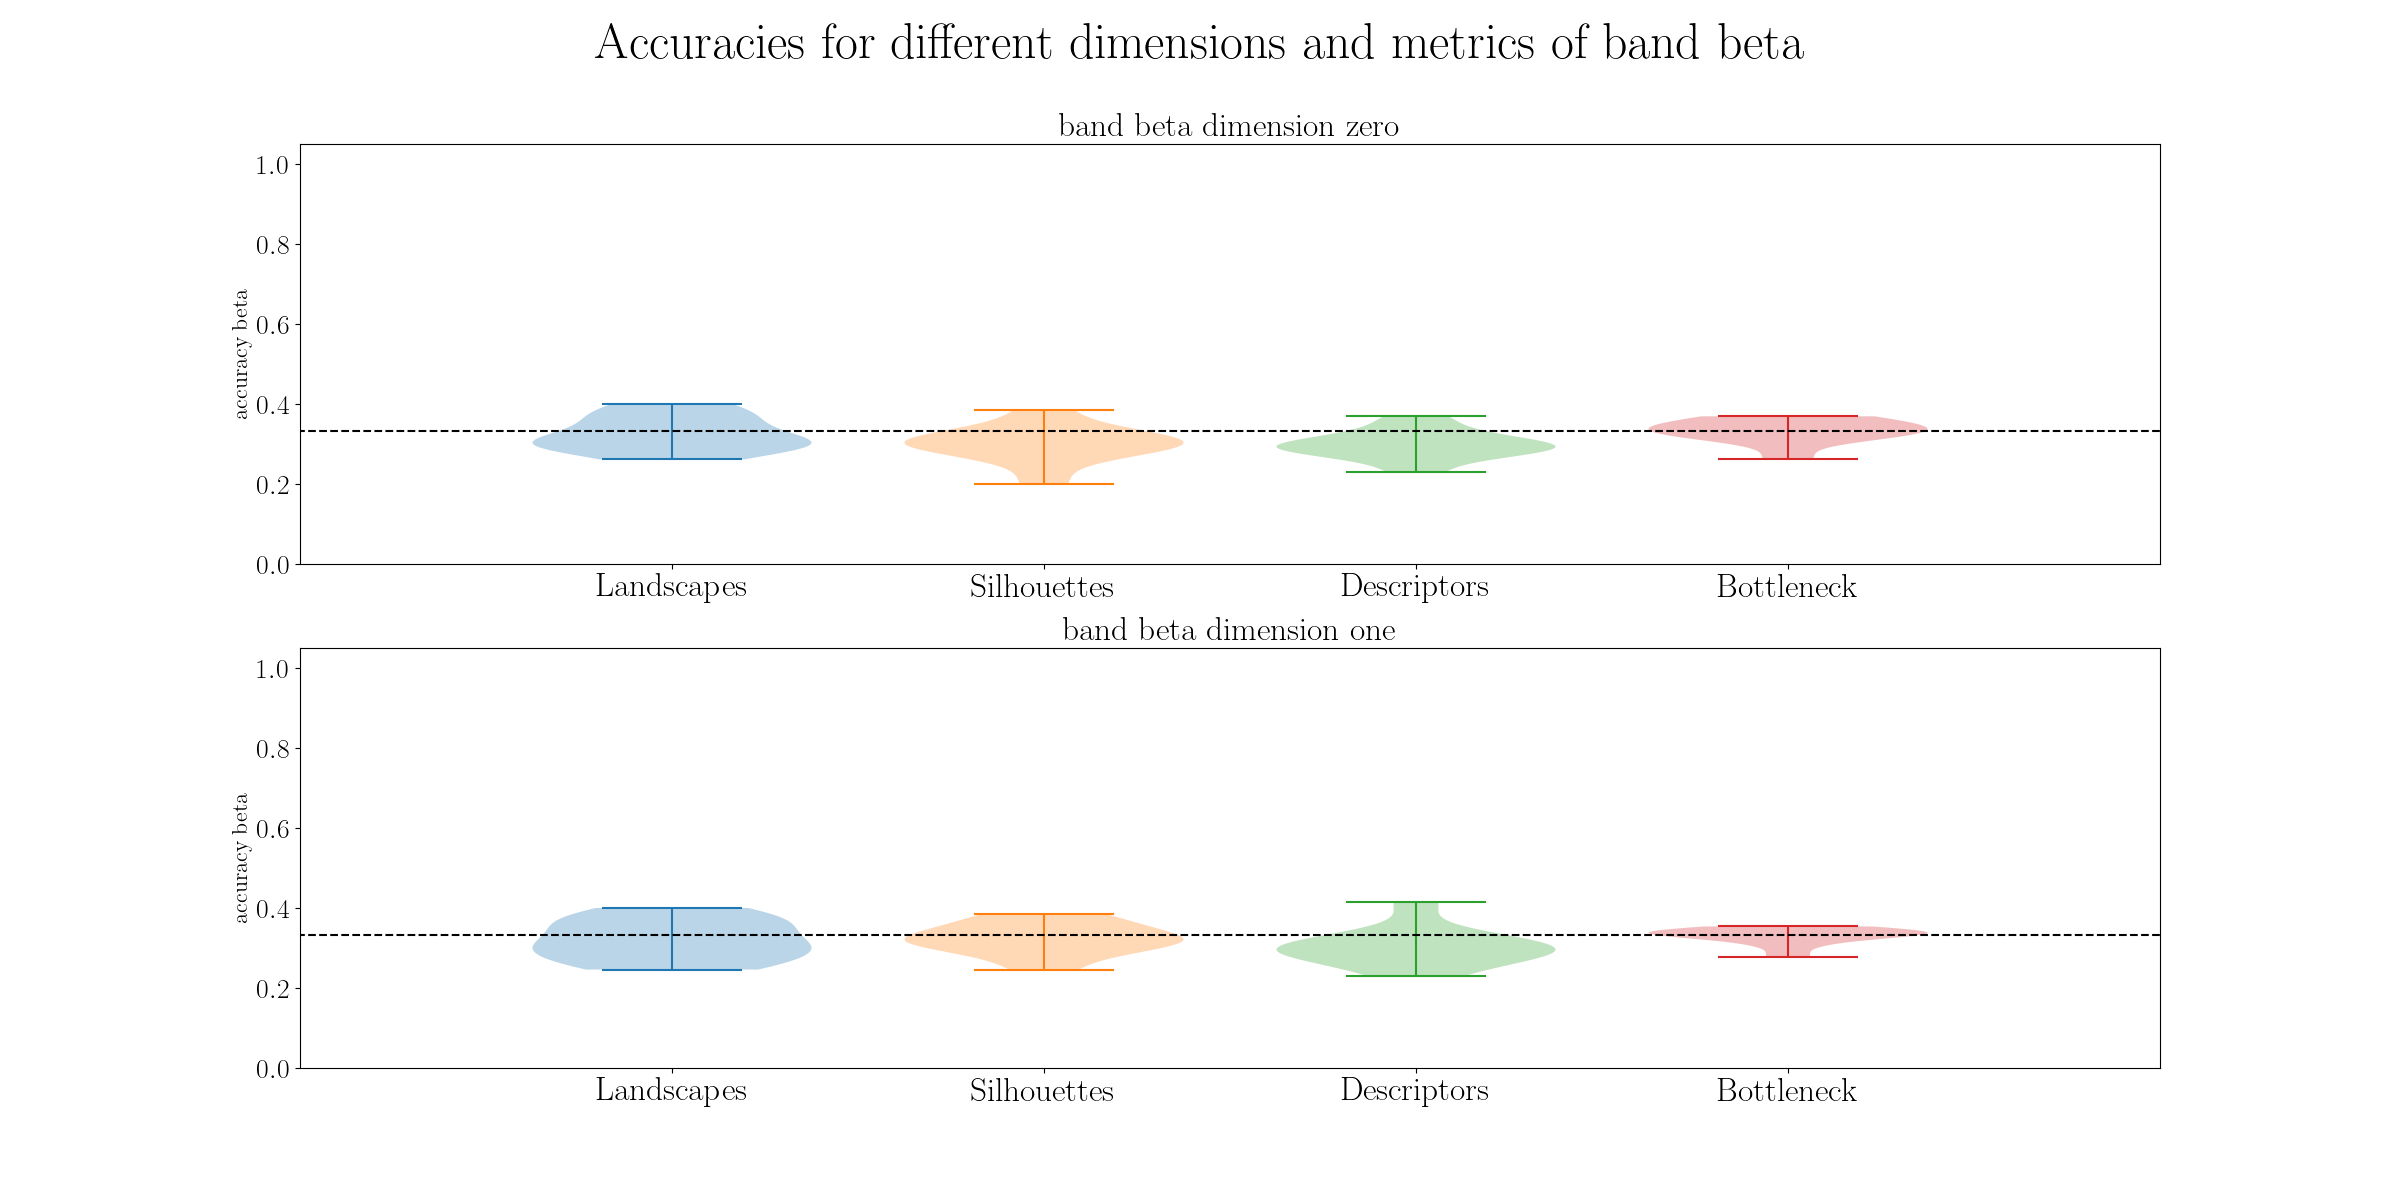 Accuracies for different dimensions and metrics of band beta
band beta dimension zero
1.0
0.8
0.6
0.4
0.2
0.0
accuracy beta
Landscapes Silhouettes Descriptors Bottleneck
band beta dimension one
1.0
0.8
0.6
0.4
0.2
0.0
accuracy beta
Landscapes Silhouettes Descriptors Bottleneck